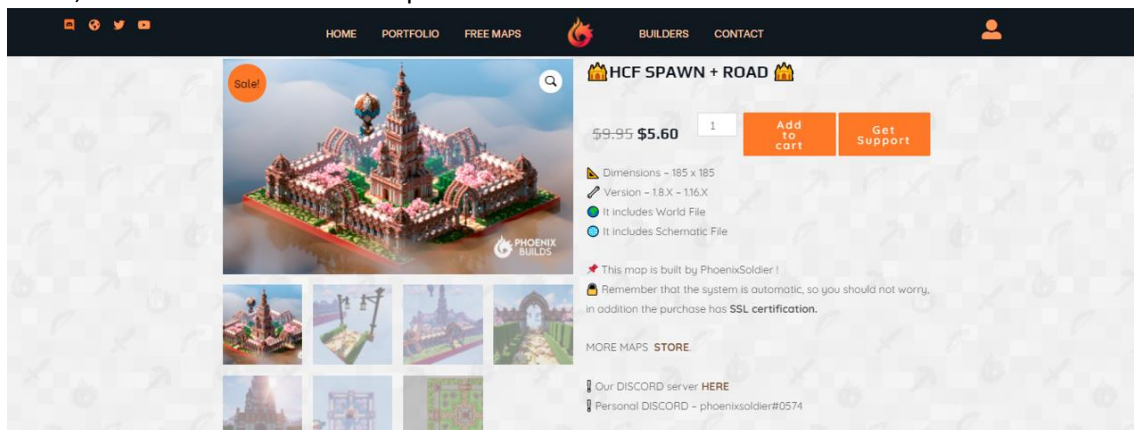 HOME PORTFOLIO FREE MAPS BUILDERS CONTACT
Sale!
PHOENIX
BUILDS
HCF SPAWN + ROAD
$9.95 $5.60
1
Add
to
cart
Get
Support
Dimensions – 185 x 185
Version – 1.8.X – 1.16.X
It includes World File
It includes Schematic File
This map is built by PhoenixSoldier !
Remember that the system is automatic, so you should not worry,
in addition the purchase has SSL certification.
MORE MAPS STORE.
Our DISCORD server HERE
Personal DISCORD – phoenixsoldier#0574